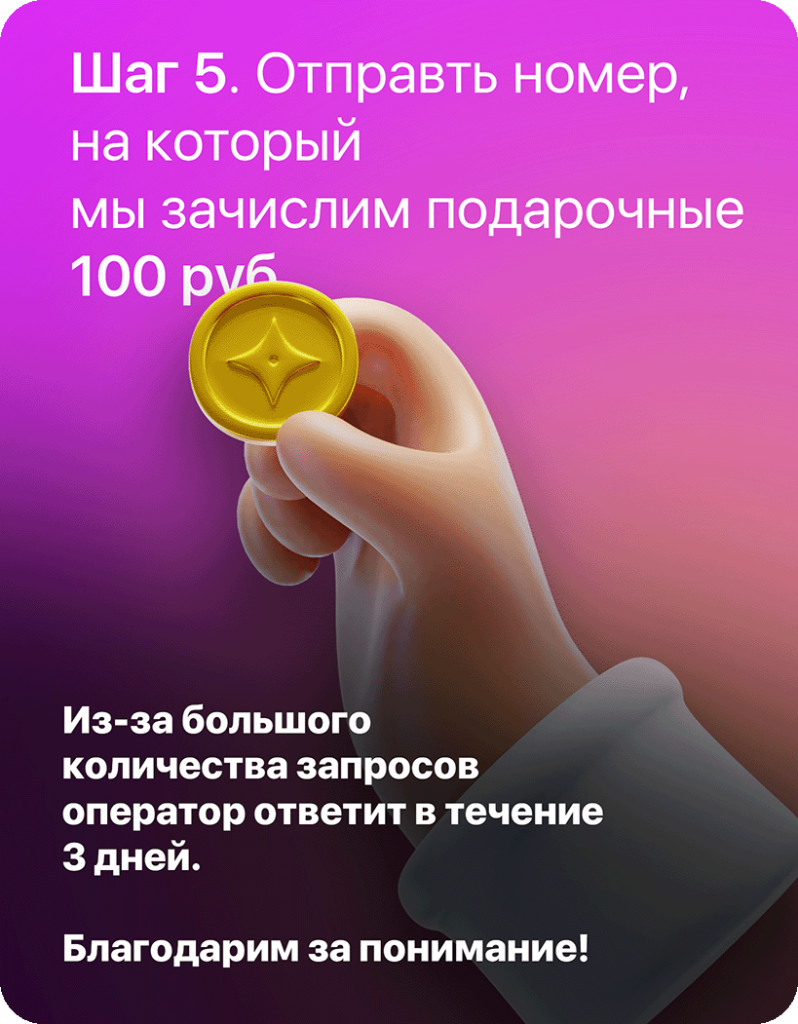 Шаг 5. Отправть номер,
на который
мы зачислим подарочные
100 руб
Из-за большого
количества запросов
оператор ответит в течение
3 дней.
Благодарим за понимание!